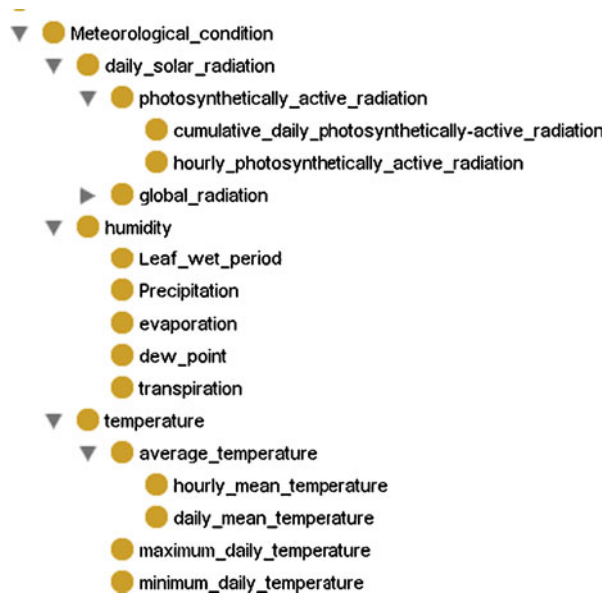 Meteorological_condition
daily_solar_radiation
photosynthetically_active_radiation
cumulative_daily_photosynthetically-active_radiation
hourly_photosynthetically_active_radiation
global_radiation
humidity
Leaf_wet_period
Precipitation
evaporation
dew_point
transpiration
temperature
average_temperature
hourly_mean_temperature
daily_mean_temperature
maximum_daily_temperature
minimum_daily_temperature